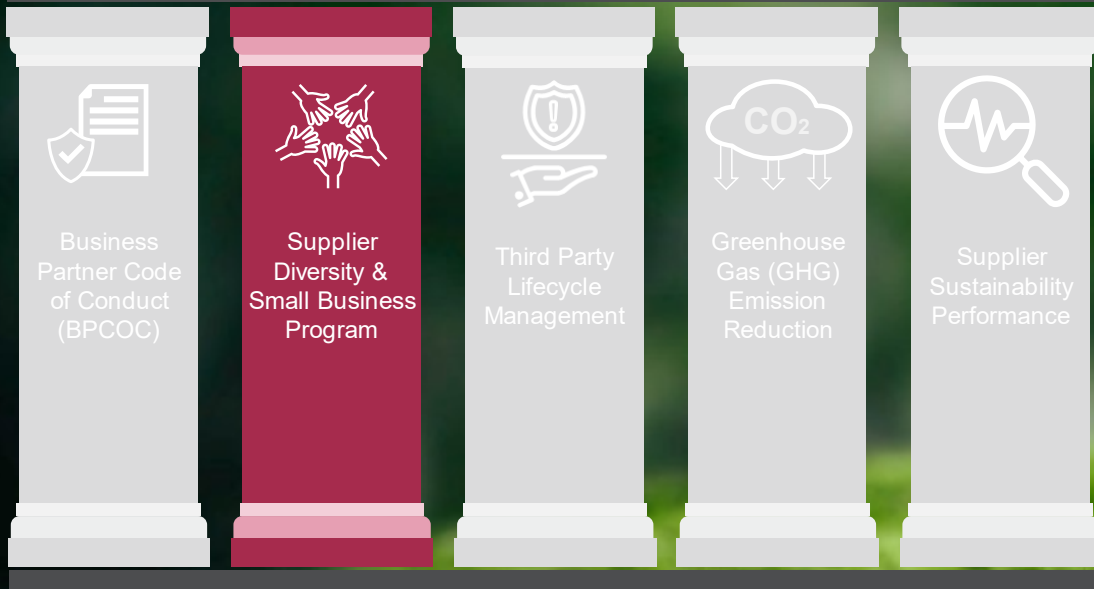 Business
Partner Code
of Conduct
(BPCOC)
Supplier
Diversity &
Small Business
Program
Third Party
Lifecycle
Management
CO2
Greenhouse
Gas (GHG)
Emission
Reduction
Supplier
Sustainability
Performance